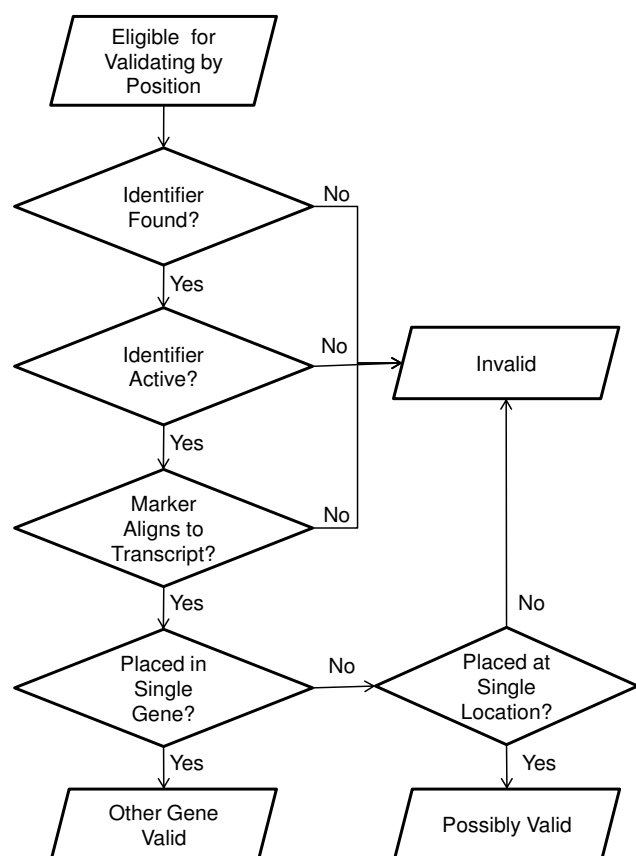 Eligible for
Validating by
Position
Identifier
Found?
No
Yes
Identifier
Active?
No
Invalid
Yes
Marker
Aligns to
Transcript?
No
Yes
No
Placed in
Single
Gene?
No
Placed at
Single
Location?
Yes
Yes
Other Gene
Valid
Possibly Valid